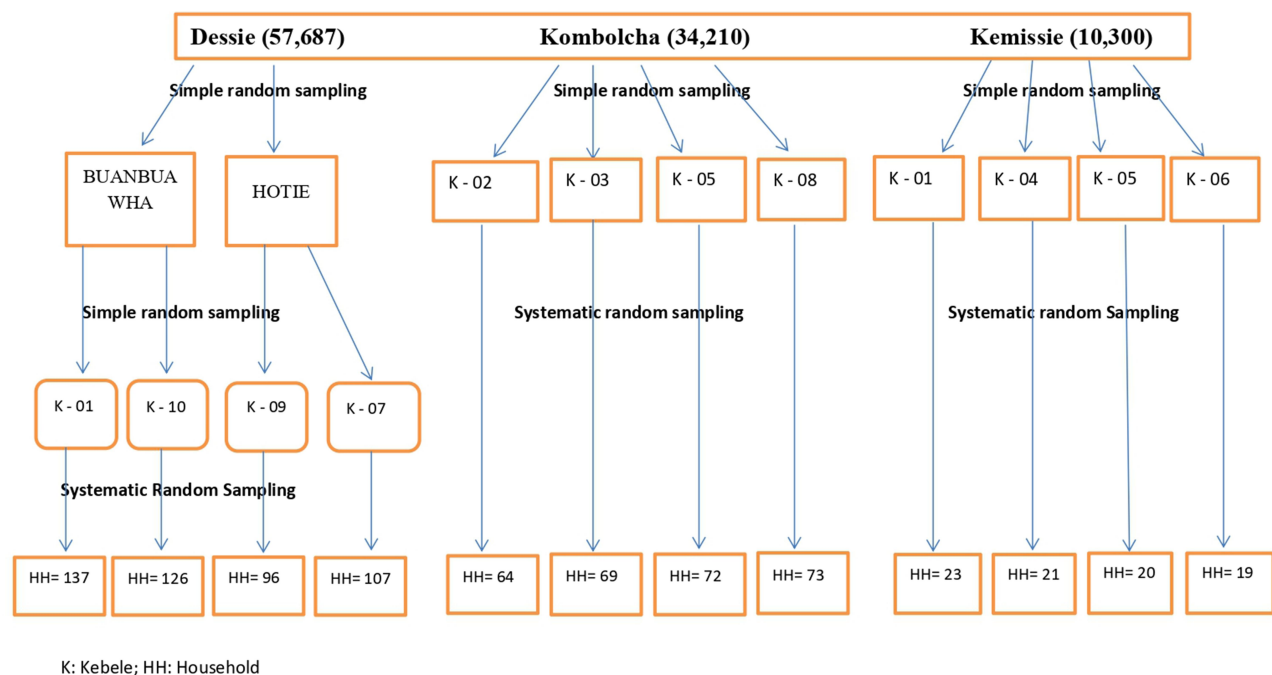 Dessie (57,687) Kombolcha (34,210) Kemissie (10,300)
Simple random sampling Simple random sampling Simple random sampling
BUANBUA
WHA
HOTIE
K - 02 K - 03 K - 05 K - 08 K - 01 K - 04 K - 05 K - 06
Simple random sampling Systematic random sampling Systematic random Sampling
K - 01 K - 10 K - 09 K - 07
Systematic Random Sampling
HH= 137 HH= 126 HH= 96 HH= 107 HH= 64 HH= 69 HH= 72 HH= 73 HH= 23 HH= 21 HH= 20 HH= 19
K: Kebele; HH: Household